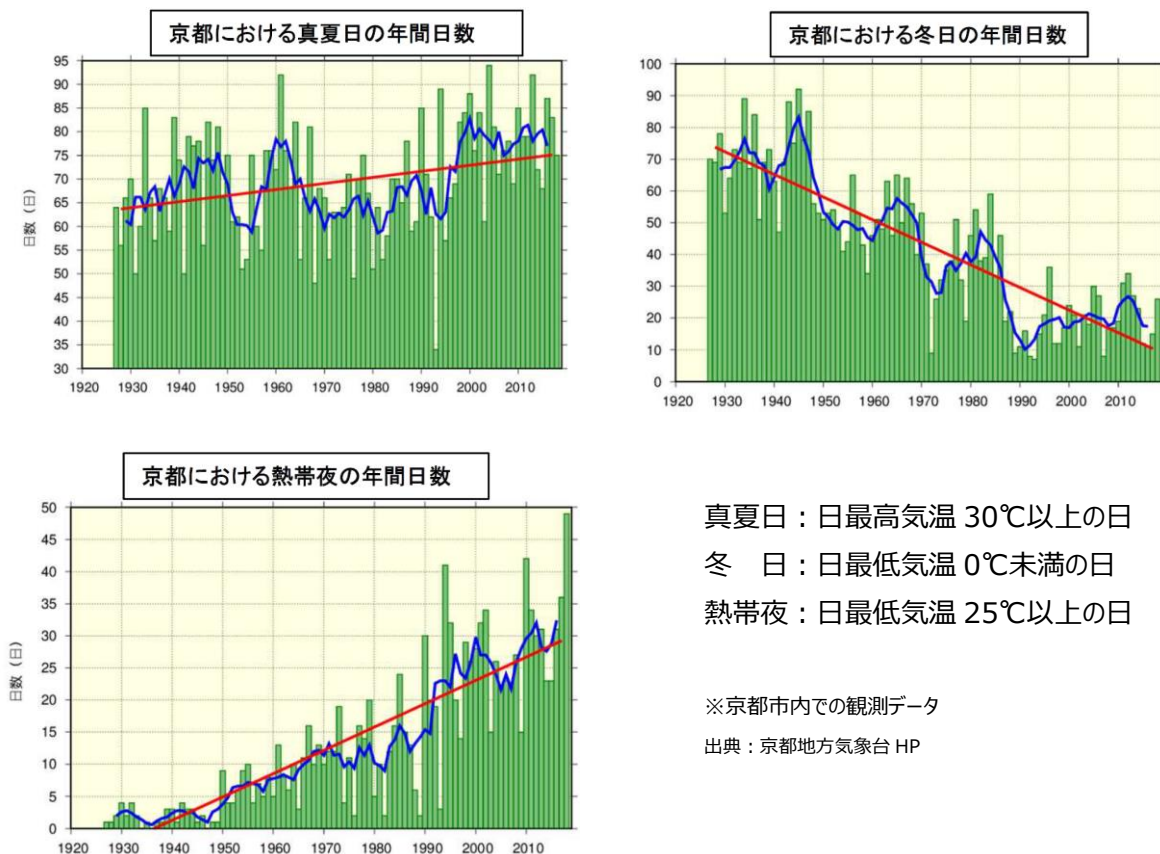 京都における真夏日の年間日数
95
90
85
80
75
70
65
60
55
50
45
40
35
30
日数（日）
1920 1930 1940 1950 1960 1970 1980 1990 2000 2010
京都における冬日の年間日数
100
90
80
70
60
50
40
30
20
10
0
1920 1930 1940 1950 1960 1970 1980 1990 2000 2010
京都における熱帯夜の年間日数
50
45
40
35
30
25
20
15
10
5
0
日数（日）
1920 1930 1940 1950 1960 1970 1980 1990 2000 2010
真夏日：日最高気温 30℃以上の日
冬　日：日最低気温 0℃未満の日
熱帯夜：日最低気温 25℃以上の日
※京都市内での観測データ
出典：京都地方気象台 HP